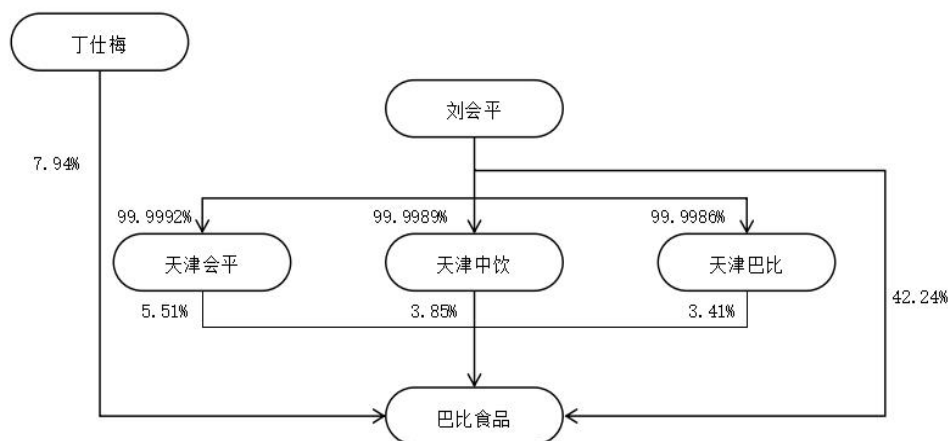 丁仕梅
刘会平
7.94%
99.9992%
99.9989%
99.9986%
天津会平
天津中饮
天津巴比
5.51%
3.85%
3.41%
42.24%
巴比食品